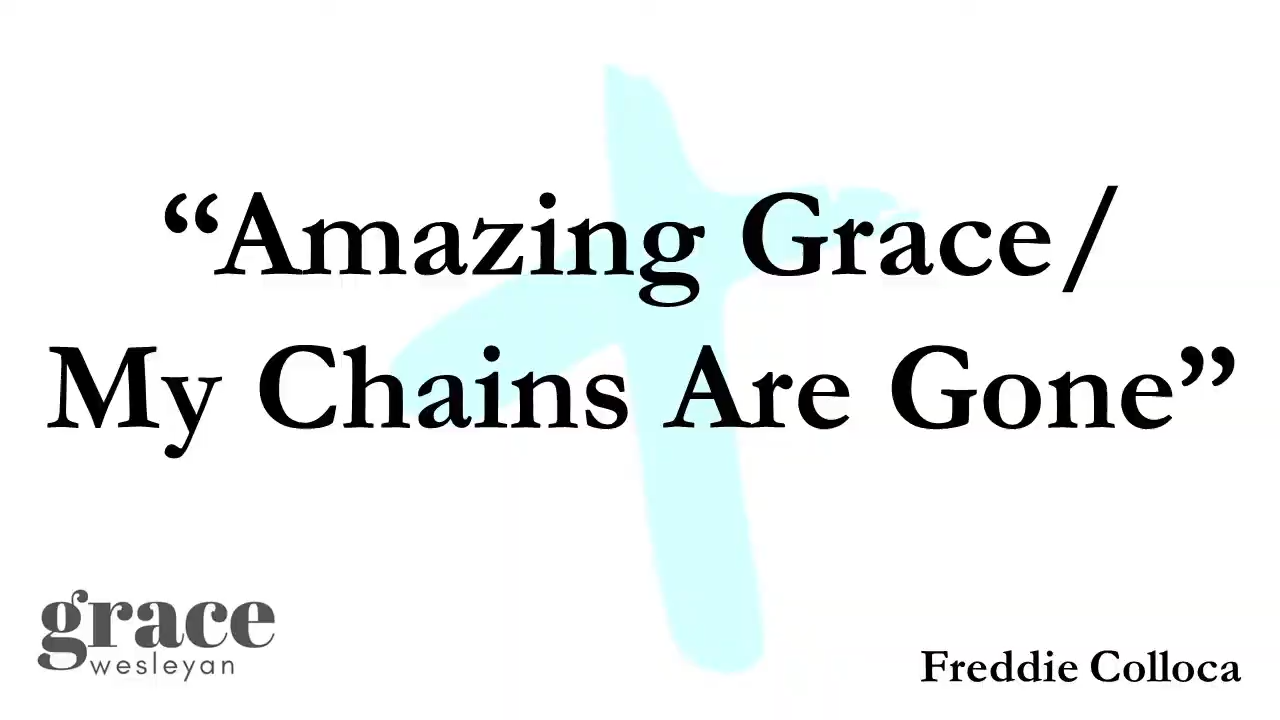 “Amazing Grace/
My Chains Are Gone”
grace
wesleyan
Freddie Colloca